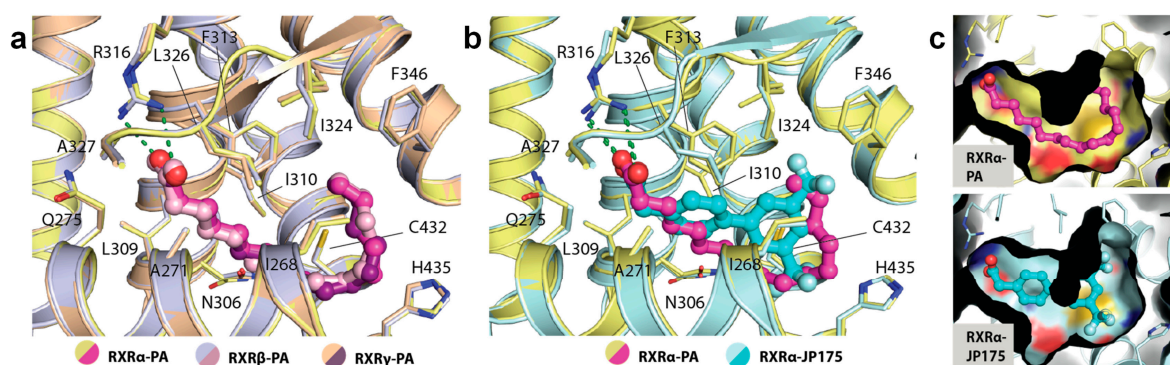 a
R316
L326
F313
F346
I324
A327
I310
Q275
C432
L309
A271
I268
N306
H435
RXRα-PA
RXRβ-PA
RXRγ-PA
b
R316
L326
F313
F346
I324
A327
I310
Q275
C432
L309
A271
I268
N306
H435
RXRα-PA
RXRα-JP175
c
RXRα-
PA
RXRα-
JP175